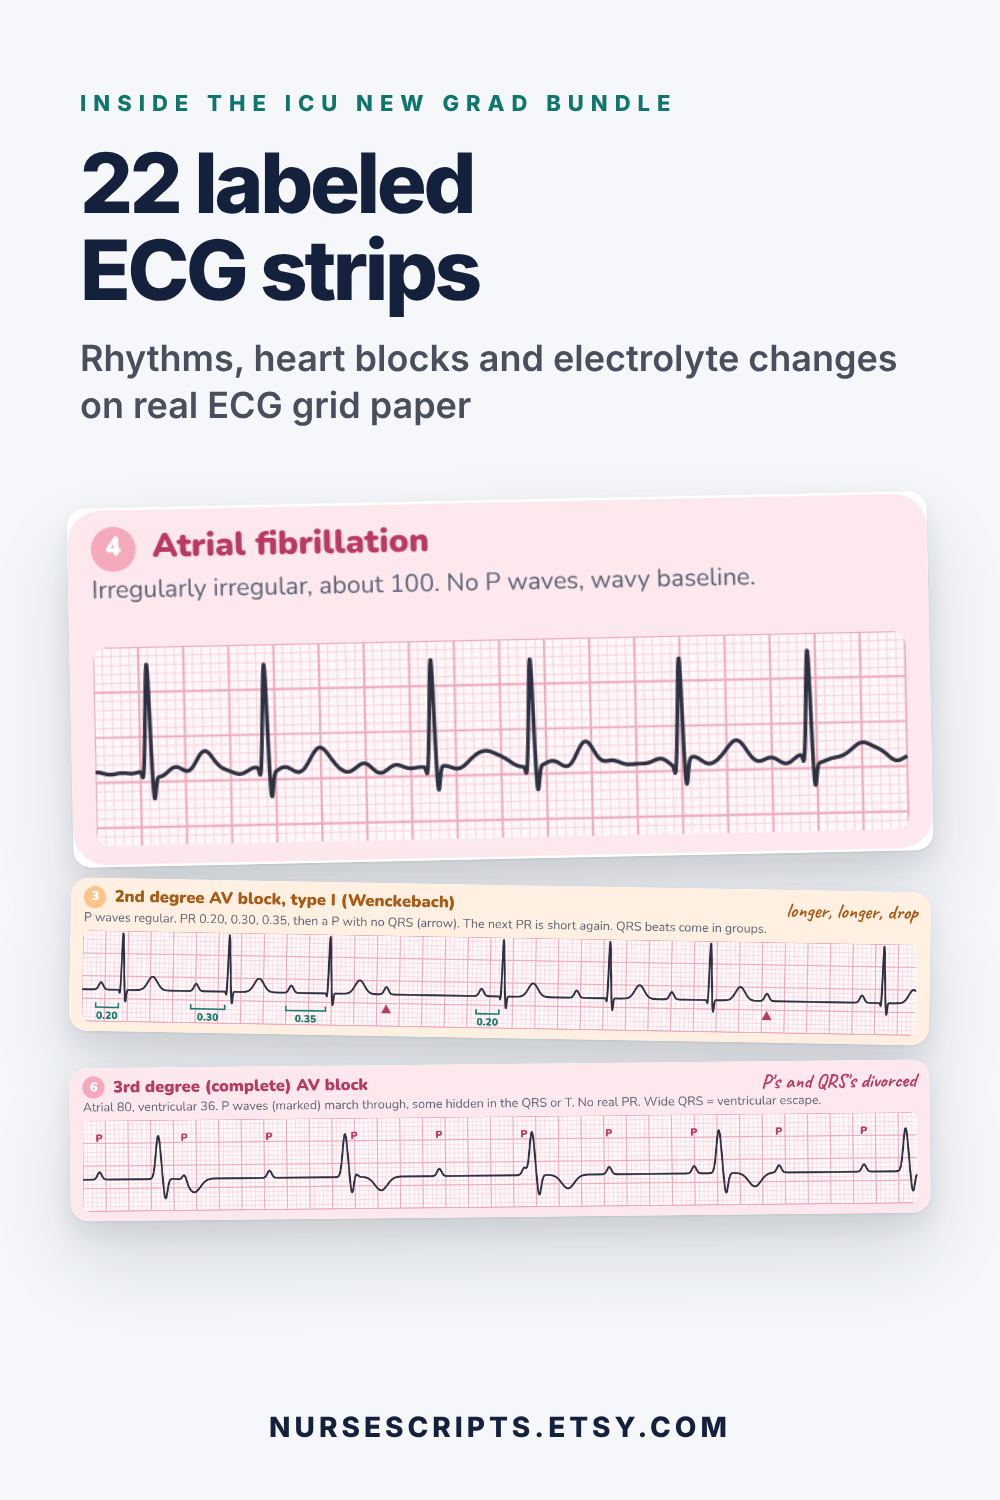 INSIDE THE ICU NEW GRAD BUNDLE
22 labeled
ECG strips
Rhythms, heart blocks and electrolyte changes
on real ECG grid paper
4 Atrial fibrillation
Irregularly irregular, about 100. No P waves, wavy baseline.
3 2nd degree AV block, type I (Wenckebach)
longer, longer, drop
P waves regular. PR 0.20, 0.30, 0.35, then a P with no QRS (arrow). The next PR is short again. QRS beats come in groups.
0.20 0.30 0.35 0.20
6 3rd degree (complete) AV block
P's and QRS's divorced
Atrial 80, ventricular 36. P waves (marked) march through, some hidden in the QRS or T. No real PR. Wide QRS = ventricular escape.
P P P P P P P P P P
NURSESCRIPTS.ETSY.COM